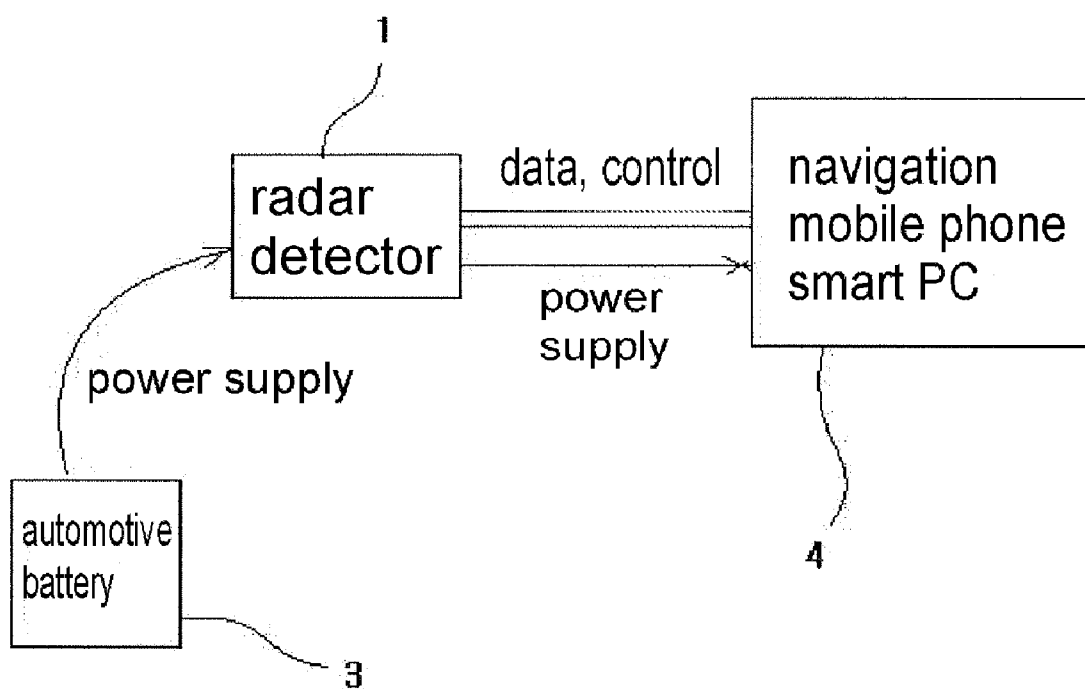 1
radar
detector
data, control
power
supply
navigation
mobile phone
smart PC
power supply
automotive
battery
4
3